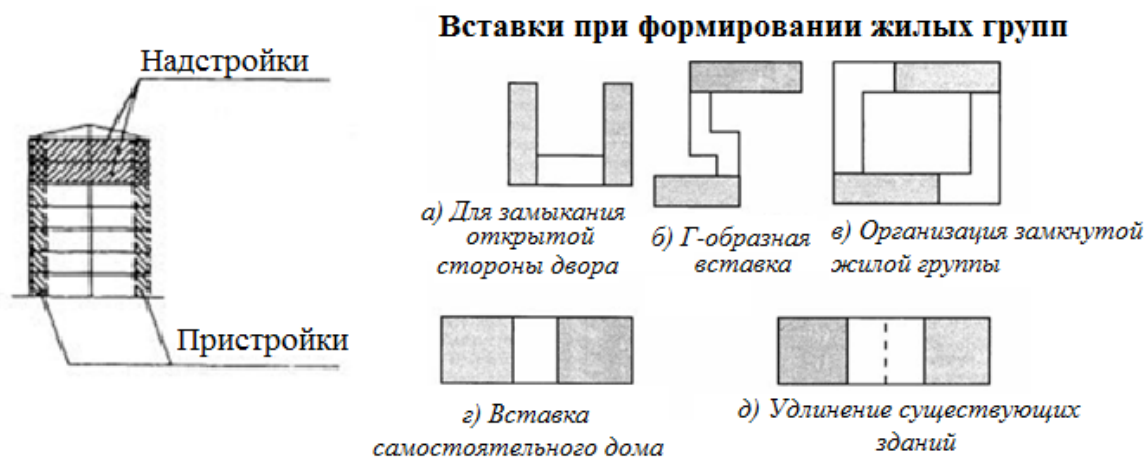 Вставки при формировании жилых групп
Надстройки
Пристройки
а) Для замыкания
открытой
стороны двора
б) Г-образная
вставка
в) Организация замкнутой
жилой группы
г) Вставка
самостоятельного дома
д) Удлинение существующих
зданий